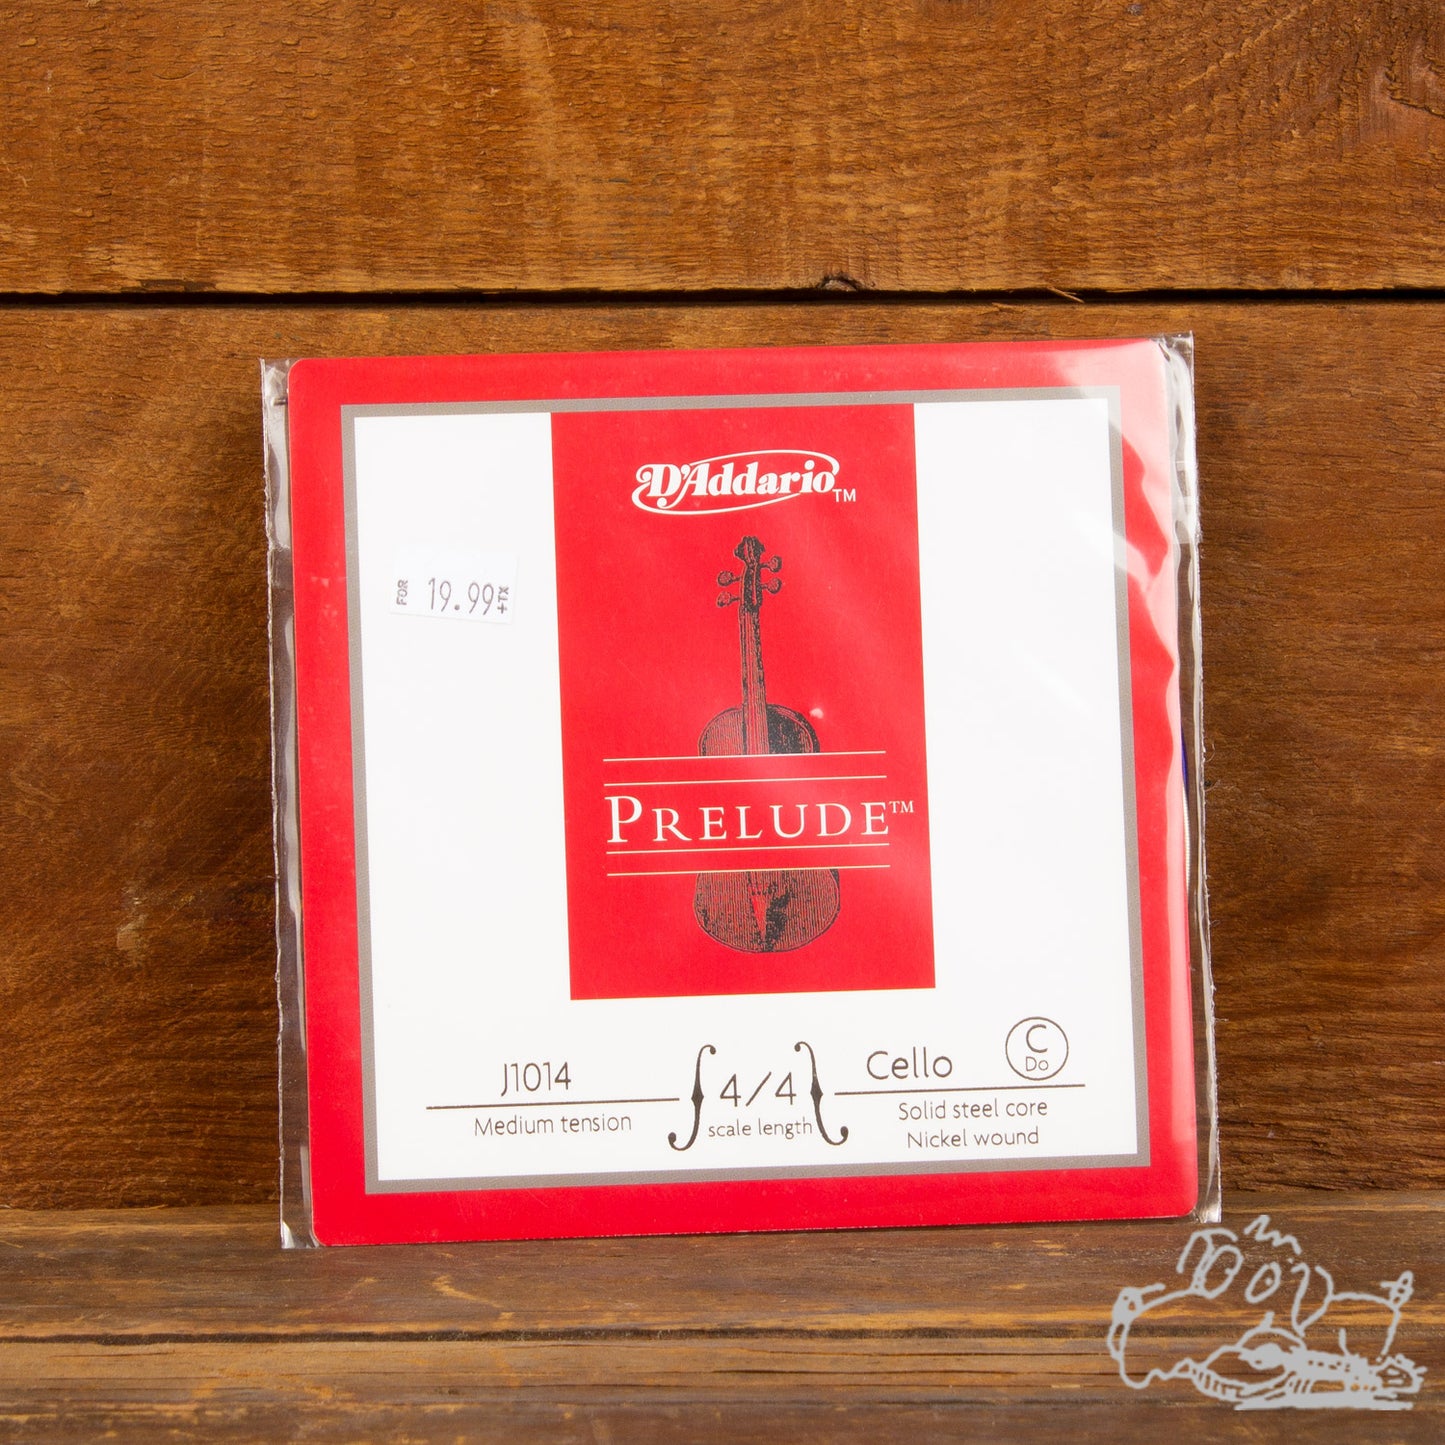 D'Addario™
FOR 19.99 +TX
PRELUDE™
J1014
Medium tension
4/4
scale length
Cello
C
Do
Solid steel core
Nickel wound